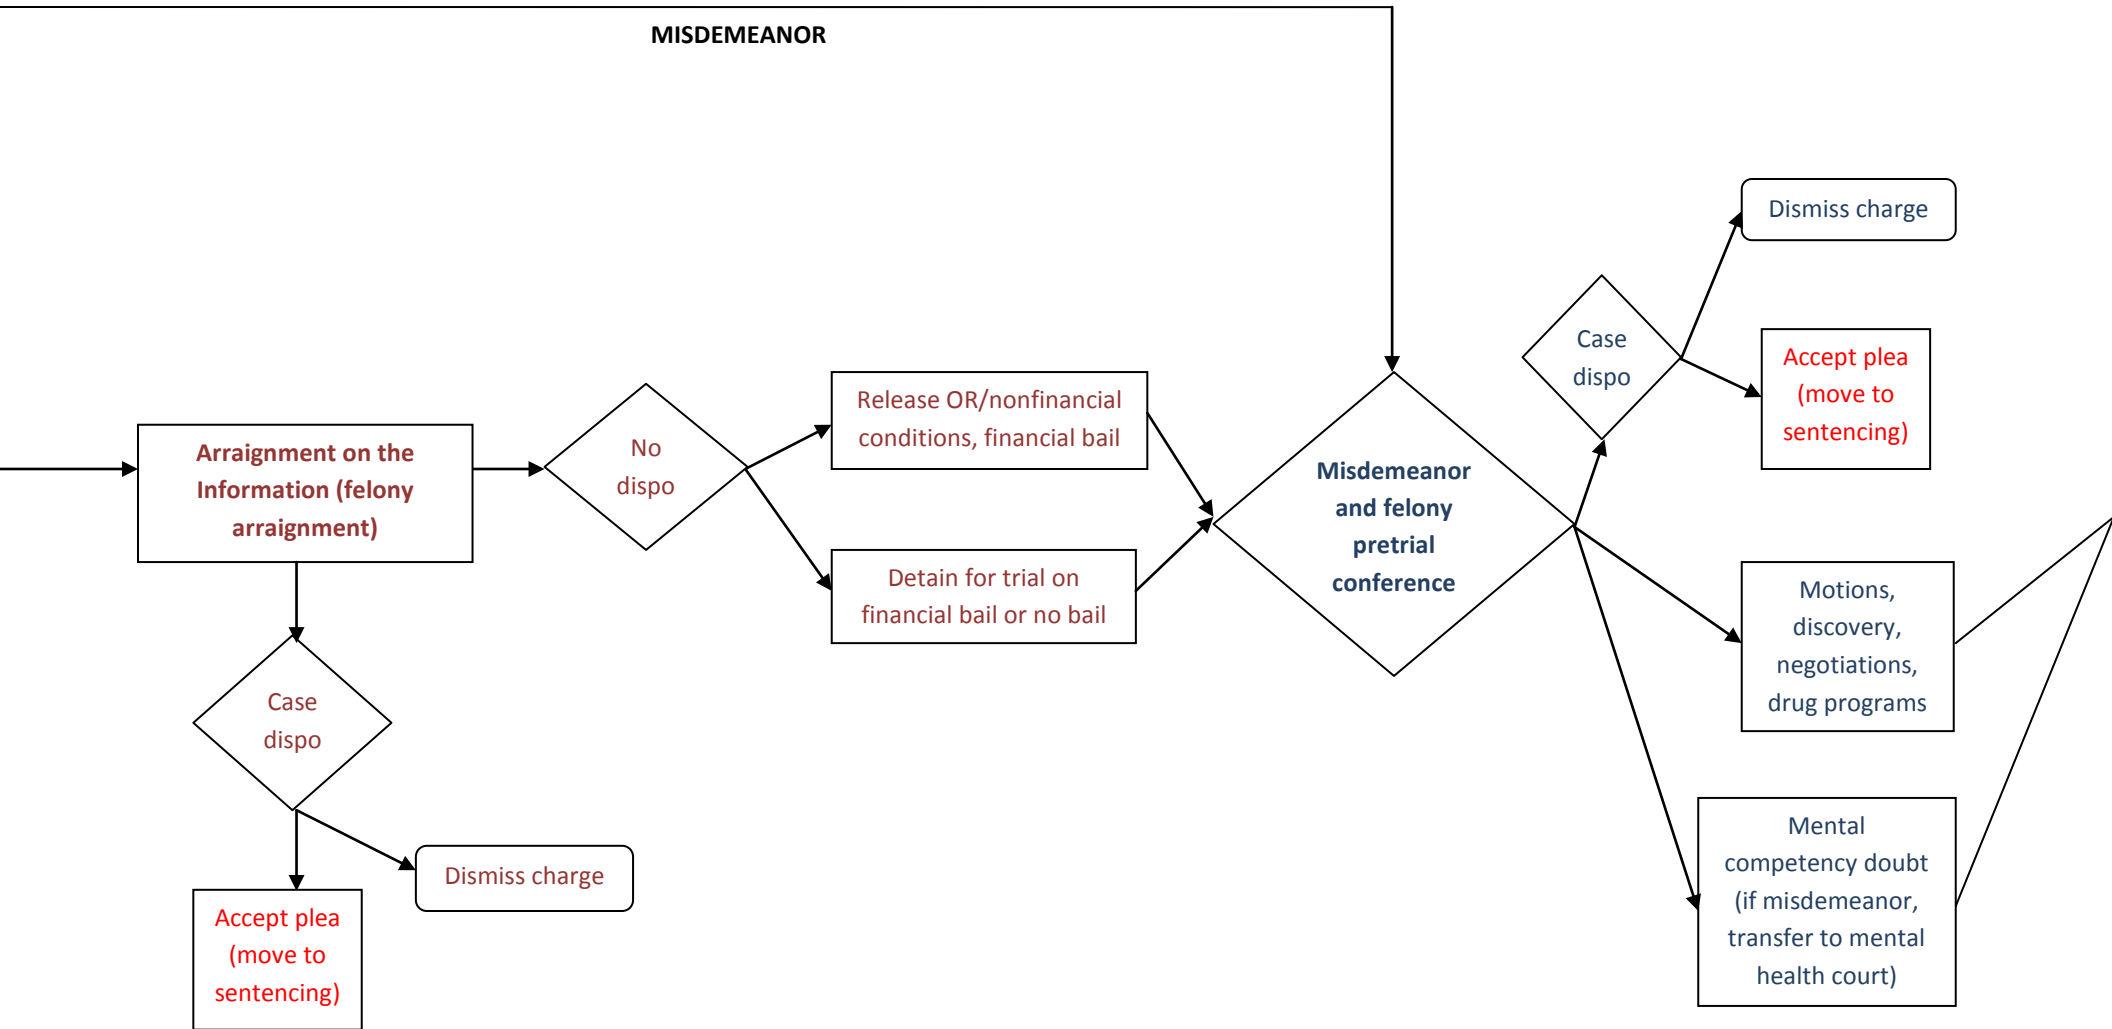 MISDEMEANOR
Arraignment on the
Information (felony
arraignment)
Case
dispo
Accept plea
(move to
sentencing)
Dismiss charge
No
dispo
Release OR/nonfinancial
conditions, financial bail
Detain for trial on
financial bail or no bail
Misdemeanor
and felony
pretrial
conference
Case
dispo
Dismiss charge
Accept plea
(move to
sentencing)
Motions,
discovery,
negotiations,
drug programs
Mental
competency doubt
(if misdemeanor,
transfer to mental
health court)